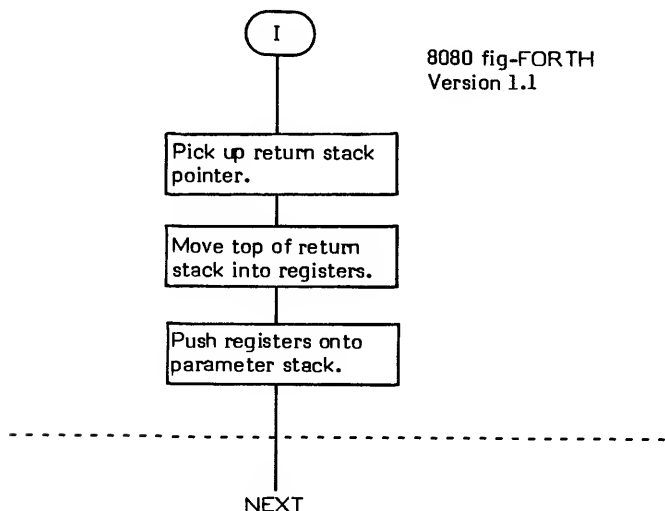 I
8080 fig-FORTH
Version 1.1
Pick up return stack
pointer.
Move top of return
stack into registers.
Push registers onto
parameter stack.
NEXT